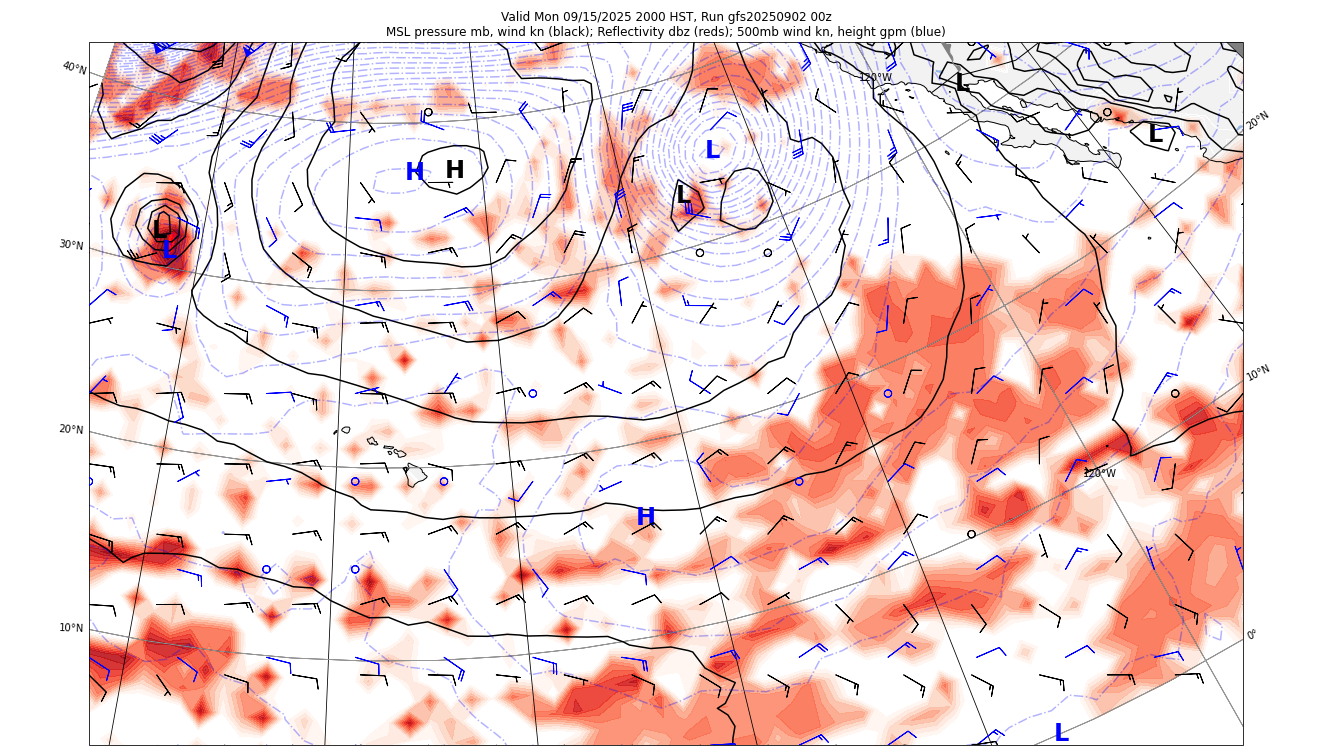 Valid Mon 09/15/2025 2000 HST, Run gfs20250902 00z
MSL pressure mb, wind kn (black); Reflectivity dbz (reds); 500mb wind kn, height gpm (blue)
40°N
120°W
L
20°N
L
L
H
H
L
L
L
30°N
10°N
20°N
120°W
H
10°N
0°
L